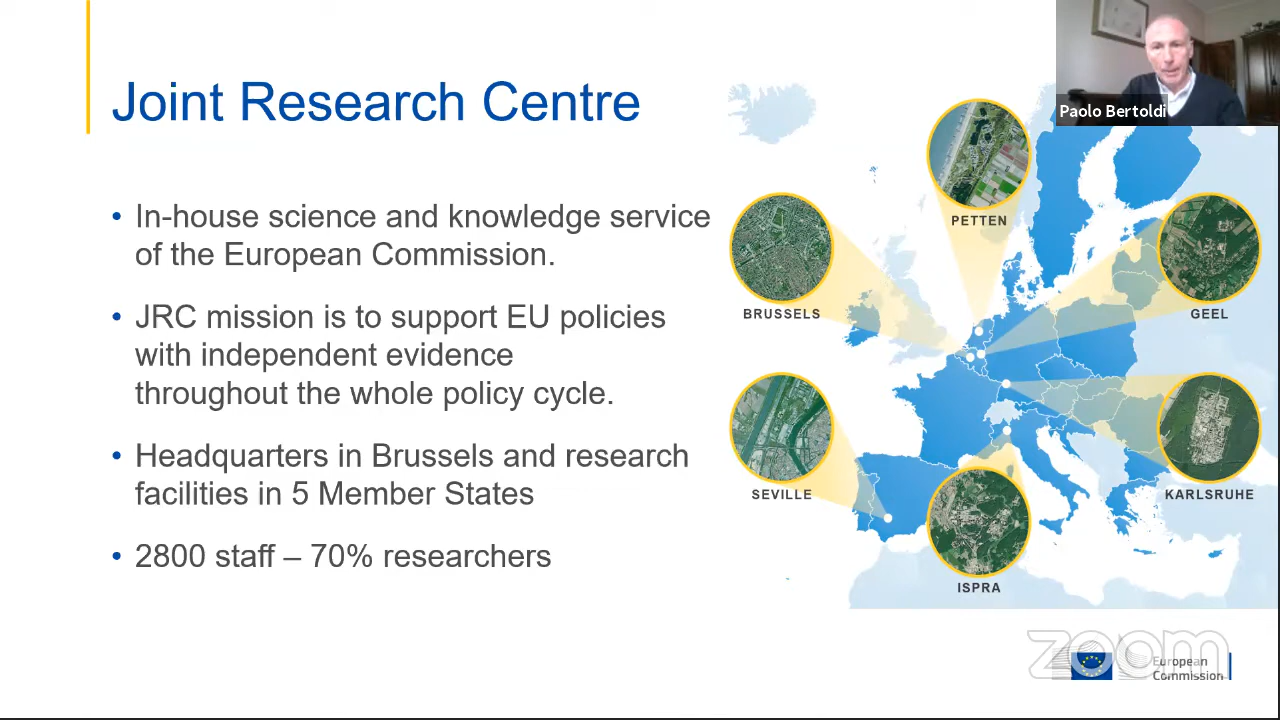 Joint Research Centre
Paolo Bertoldi
• In-house science and knowledge service
of the European Commission.
• JRC mission is to support EU policies
with independent evidence
throughout the whole policy cycle.
• Headquarters in Brussels and research
facilities in 5 Member States
• 2800 staff – 70% researchers
PETTEN
BRUSSELS
GEEL
SEVILLE
KARLSRUHE
ISPRA
zoom
European
Commission